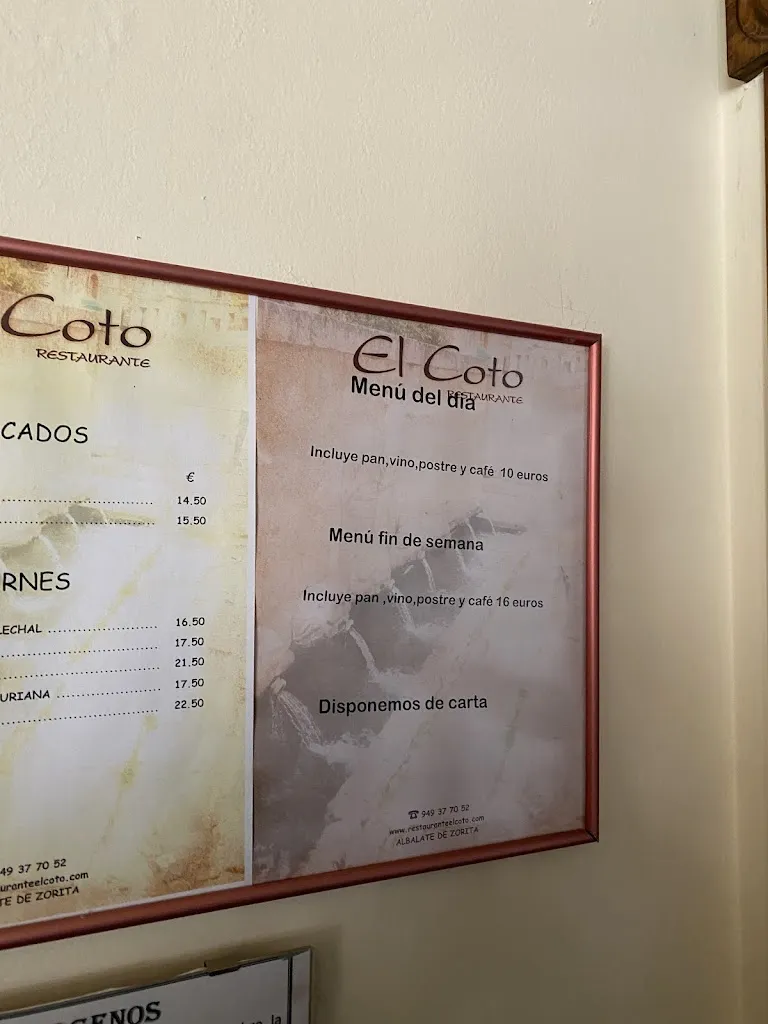 Coto
RESTAURANTE
CADOS
€
14.50
15.50
RNES
LECHAL 16.50
17.50
21.50
URIANA 17.50
22.50
49 37 70 52
uranteelcoto.com
TE DE ZORITA
El Coto
RESTAURANTE
Menú del día
Incluye pan,vino,postre y café 10 euros
Menú fin de semana
Incluye pan ,vino,postre y café 16 euros
Disponemos de carta
☎ 949 37 70 52
www.restauranteelcoto.com
ALBALATE DE ZORITA
GENOS
la